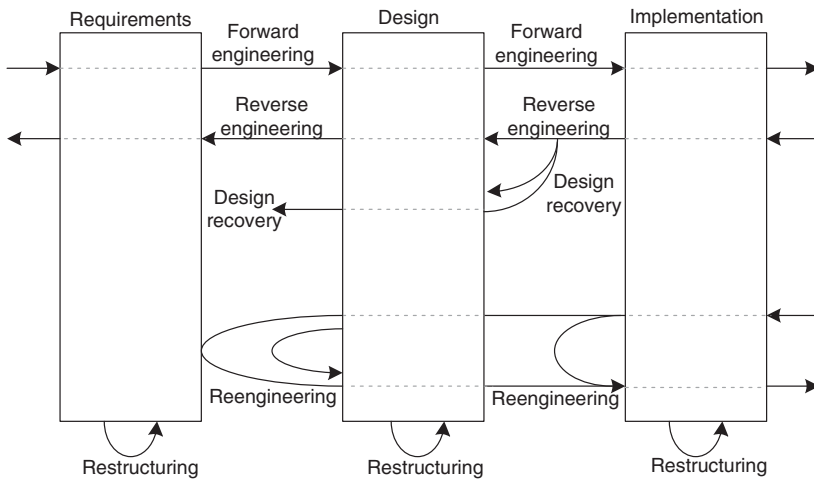 Requirements
Design
Implementation
Forward
engineering
Forward
engineering
Reverse
engineering
Reverse
engineering
Design
recovery
Design
recovery
Reengineering
Reengineering
Restructuring
Restructuring
Restructuring